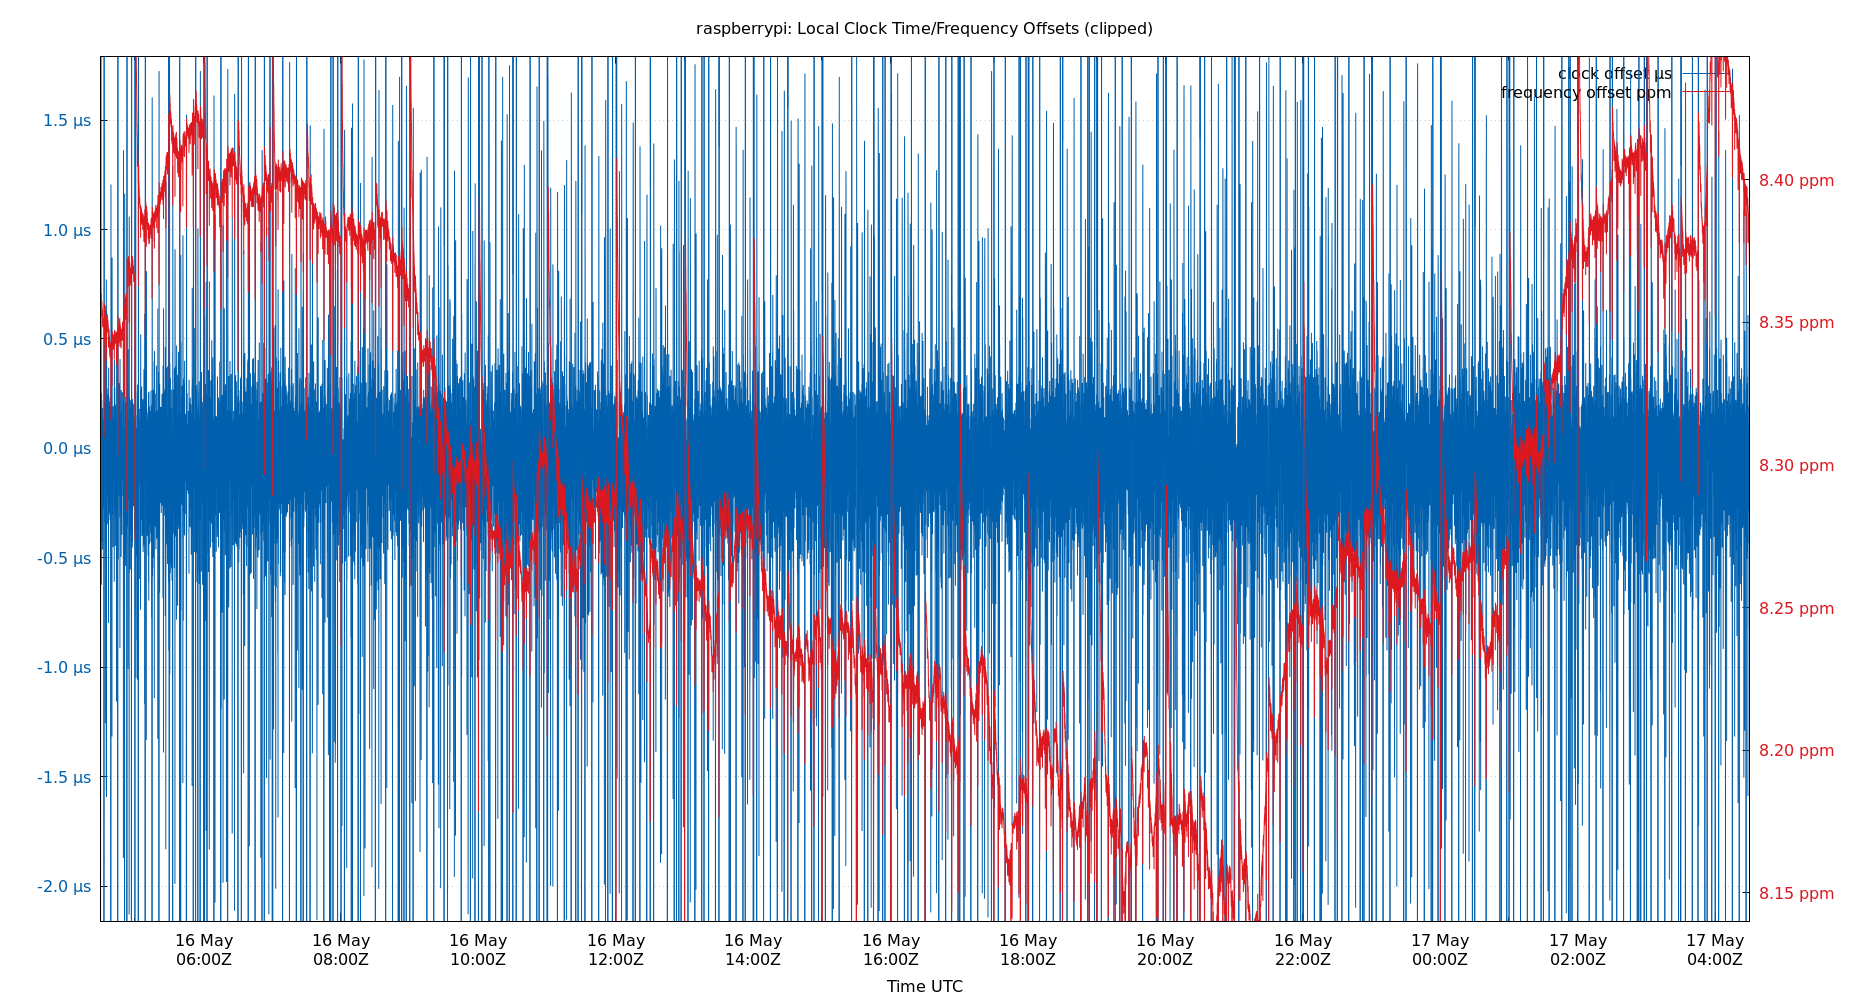 raspberrypi: Local Clock Time/Frequency Offsets (clipped)
clock offset µs
frequency offset ppm
1.5 µs
1.0 µs
0.5 µs
0.0 µs
-0.5 µs
-1.0 µs
-1.5 µs
-2.0 µs
8.40 ppm
8.35 ppm
8.30 ppm
8.25 ppm
8.20 ppm
8.15 ppm
16 May 16 May 16 May 16 May 16 May 16 May 16 May 16 May 16 May 17 May 17 May 17 May
06:00Z 08:00Z 10:00Z 12:00Z 14:00Z 16:00Z 18:00Z 20:00Z 22:00Z 00:00Z 02:00Z 04:00Z
Time UTC